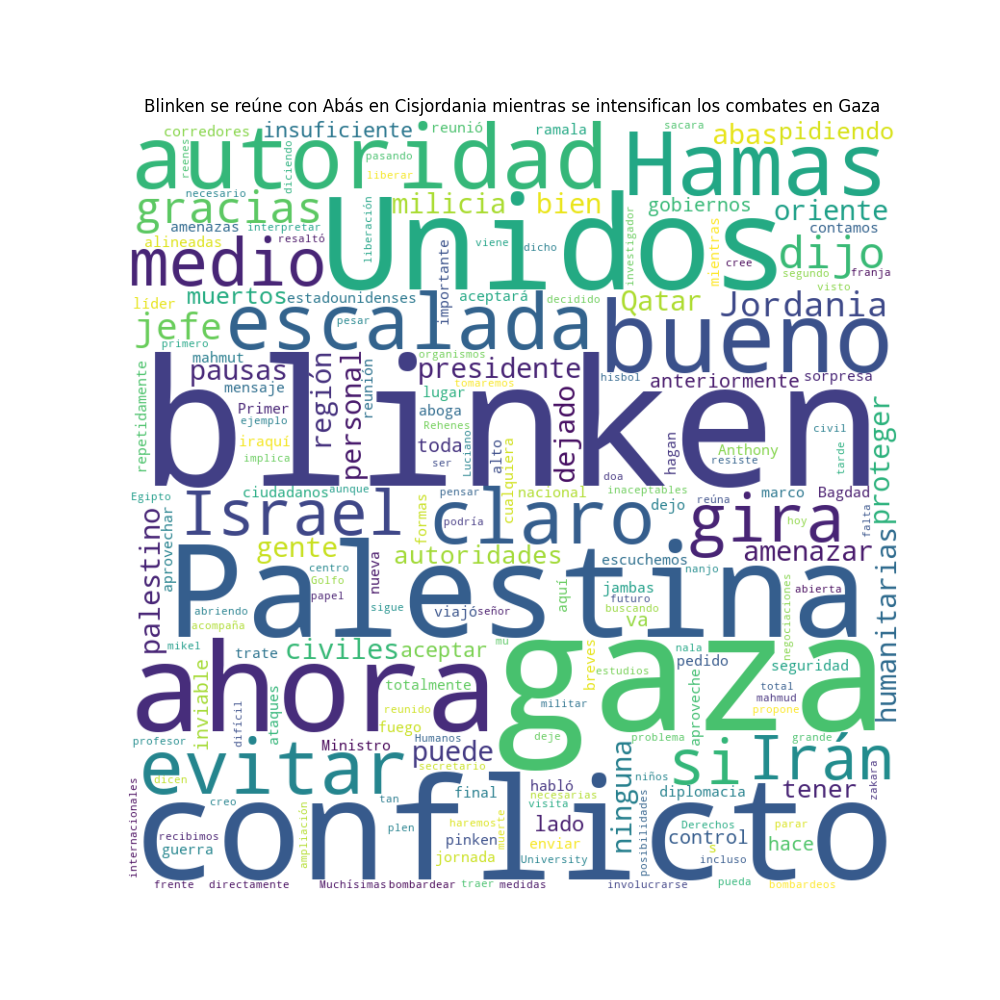 Blinken se reúne con Abás en Cisjordania mientras se intensifican los combates en Gaza
corredores insuficiente reunió ramala sacara abas pidiendo
autoridad Hamas
reenes diciendo pasando liberar
necesario
gracias milicia bien gobiernos oriente
amenazas interpretar contamos
alineadas resaltó liberación viene dicho investigador mientras cree
medio Unidos dijo
segundo franja
visto
líder muertos estadounidenses importante aceptará decidido Qatar Jordania
jefe escalada bueno
primero pesar
mahmut organismos
pausas región presidente hisbol anteriormente sorpresa
repetidamente mensaje personal reunión tomaremos lugar dejado
Primer aboga
ejemplo Rehenes
blinken
iraquí toda Luciano alto cualquiera hagan Anthony civil
implica ser doa resiste tarde proteger
Egipto ciudadanos aunque pensar nacional inaceptables reúna marco Bagdad
Israel claro dejo gira
palestino aprovechar formas podría hoy falta
gente autoridades escuchemos amenazar
centro nueva nanjo
Golfo jambas
Palestina
abriendo papel sigue viajó señor aquí futuro abierta
acompaña buscando va negociaciones humanitarias
mikel trate civiles aceptar mu breves nala
estudios pedido seguridad
ahora gaza
inviable totalmente total
difícil ataques reunido fuego militar aproveche mahmud
propone
profesor Ministro Humanos deje problema grande
evitar puede si Irán
dicen secretario ninguna niños zakara
creo tan final habló necesarias diplomacia tener
internacionales ampliación visita posibilidades
conflicto
recibimos plen haremos muerte lado Derechos parar
guerra pinken enviar control hace
jornada University s incluso
frente directamente Muchísimas bombardear traer medidas involucrarse pueda bombardeos